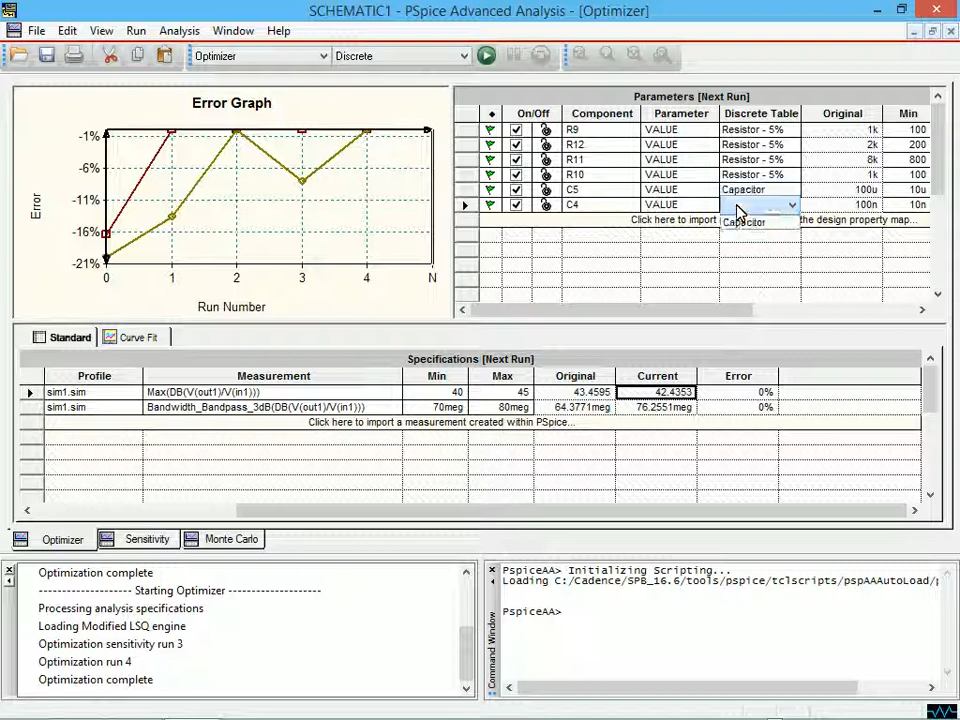 SCHEMATIC1 - PSpice Advanced Analysis - [Optimizer]
File Edit View Run Analysis Window Help
Optimizer Discrete
Error Graph
-1%
-6%
-11%
-16%
-21%
Error
0 1 2 3 4 N
Run Number
Parameters [Next Run]
On/Off Component Parameter Discrete Table Original Min
R9 VALUE Resistor - 5% 1k 100
R12 VALUE Resistor - 5% 2k 200
R11 VALUE Resistor - 5% 8k 800
R10 VALUE Resistor - 5% 1k 100
C5 VALUE Capacitor 100u 10u
C4 VALUE 100n 10n
Click here to import the design property map...
Capacitor
Standard Curve Fit
Specifications [Next Run]
Profile Measurement Min Max Original Current Error
sim1.sim Max(DB(V(out1)/V(in1))) 40 45 43.4595 42.4353 0%
sim1.sim Bandwidth_Bandpass_3dB(DB(V(out1)/V(in1))) 70meg 80meg 64.3771meg 76.2551meg 0%
Click here to import a measurement created within PSpice...
Optimizer Sensitivity Monte Carlo
Optimization complete
-------------------- Starting Optimizer --------------------
Processing analysis specifications
Loading Modified LSQ engine
Optimization sensitivity run 3
Optimization run 4
Optimization complete
Command Window
PspiceAA> Initializing Scripting...
Loading C:/Cadence/SPB_16.6/tools/pspice/tclscripts/pspAAAutoLoad/
PspiceAA>